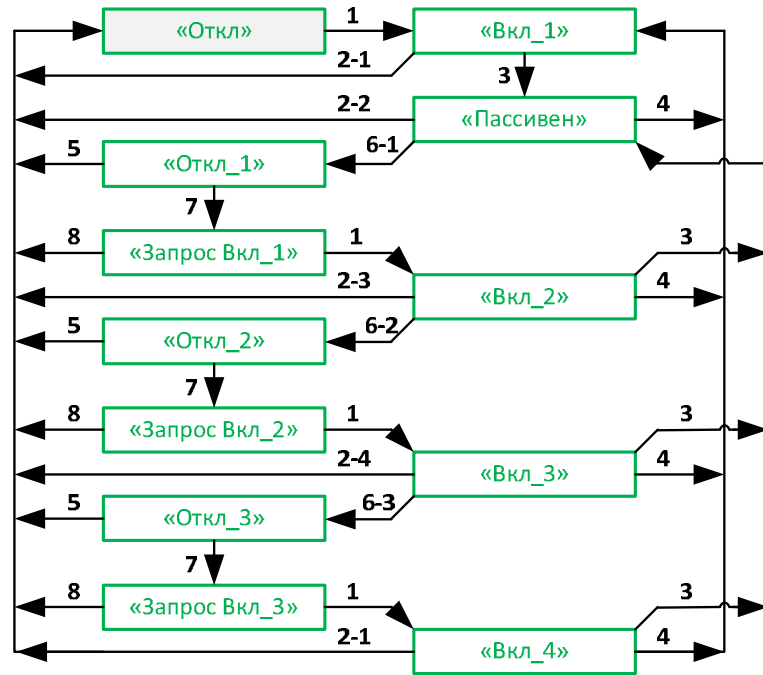 «Откл» 1 «Вкл_1»
2-1 3
2-2 «Пассивен» 4
5 «Откл_1» 6-1
7
8 «Запрос Вкл_1» 1 3
2-3 «Вкл_2» 4
5 «Откл_2» 6-2
7
8 «Запрос Вкл_2» 1 3
2-4 «Вкл_3» 4
5 «Откл_3» 6-3
7
8 «Запрос Вкл_3» 1 3
2-1 «Вкл_4» 4